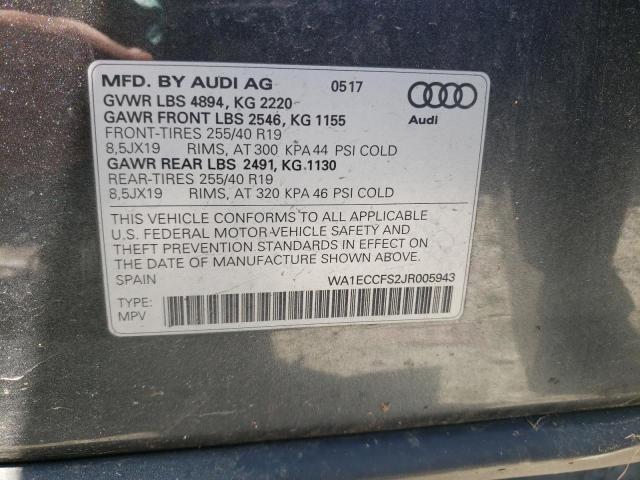 MFD. BY AUDI AG 0517
GVWR LBS 4894, KG 2220
GAWR FRONT LBS 2546, KG 1155
Audi
FRONT-TIRES 255/40 R19
8,5JX19 RIMS, AT 300 KPA 44 PSI COLD
GAWR REAR LBS 2491, KG 1130
REAR-TIRES 255/40 R19
8,5JX19 RIMS, AT 320 KPA 46 PSI COLD
THIS VEHICLE CONFORMS TO ALL APPLICABLE
U.S. FEDERAL MOTOR-VEHICLE SAFETY AND
THEFT PREVENTION STANDARDS IN EFFECT ON
THE DATE OF MANUFACTURE SHOWN ABOVE.
SPAIN WA1ECCFS2JR005943
TYPE:
MPV